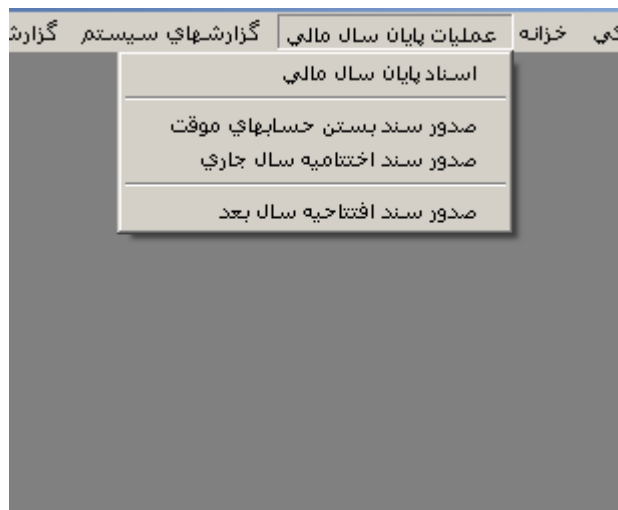 خزانه عمليات پايان سال مالي گزارشهاي سيستم
اسناد پايان سال مالي
صدور سند بستن حسابهاي موقت
صدور سند اختتاميه سال جاري
صدور سند افتتاحيه سال بعد